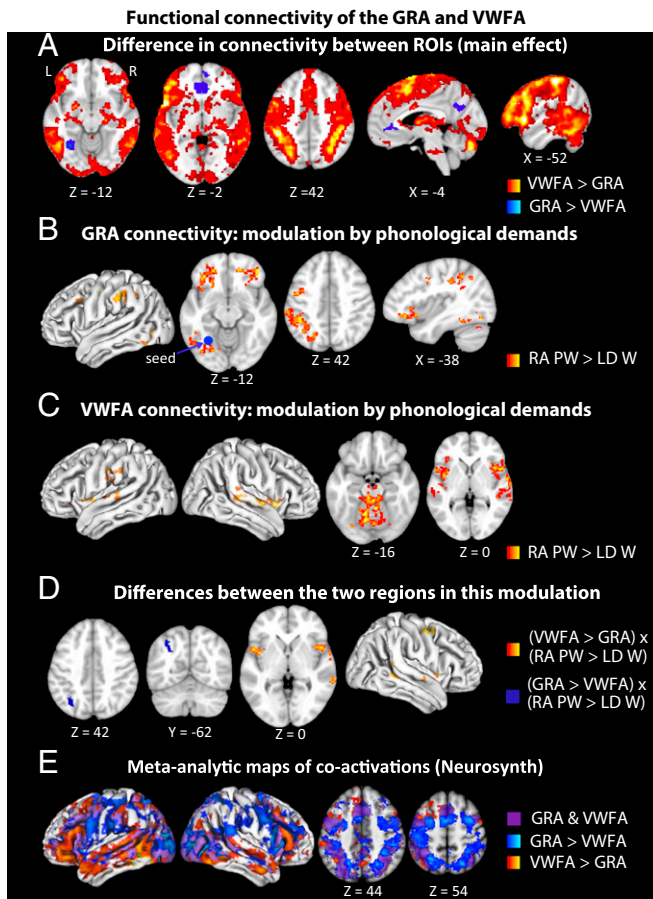 Functional connectivity of the GRA and VWFA
A Difference in connectivity between ROIs (main effect)
L R
Z = -12 Z = -2 Z =42 X = -4 X = -52
VWFA > GRA
GRA > VWFA
B GRA connectivity: modulation by phonological demands
seed
Z = -12 Z = 42 X = -38
RA PW > LD W
C VWFA connectivity: modulation by phonological demands
Z = -16 Z = 0
RA PW > LD W
D Differences between the two regions in this modulation
(VWFA > GRA) x
(RA PW > LD W)
(GRA > VWFA) x
(RA PW > LD W)
Z = 42 Y = -62 Z = 0
E Meta-analytic maps of co-activations (Neurosynth)
GRA & VWFA
GRA > VWFA
VWFA > GRA
Z = 44 Z = 54